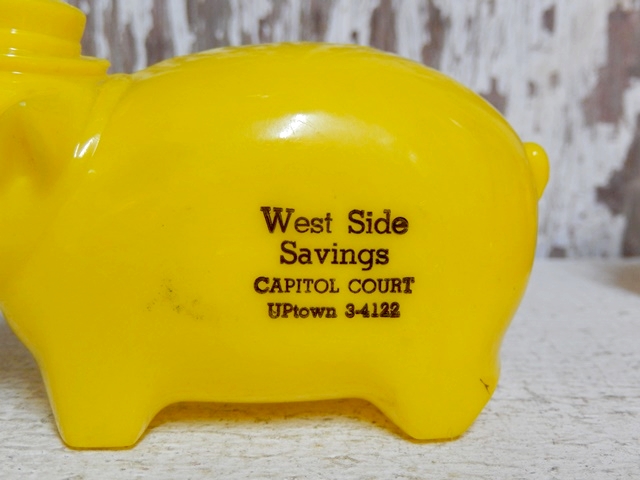 West Side
Savings
CAPITOL COURT
UPtown 3-4122